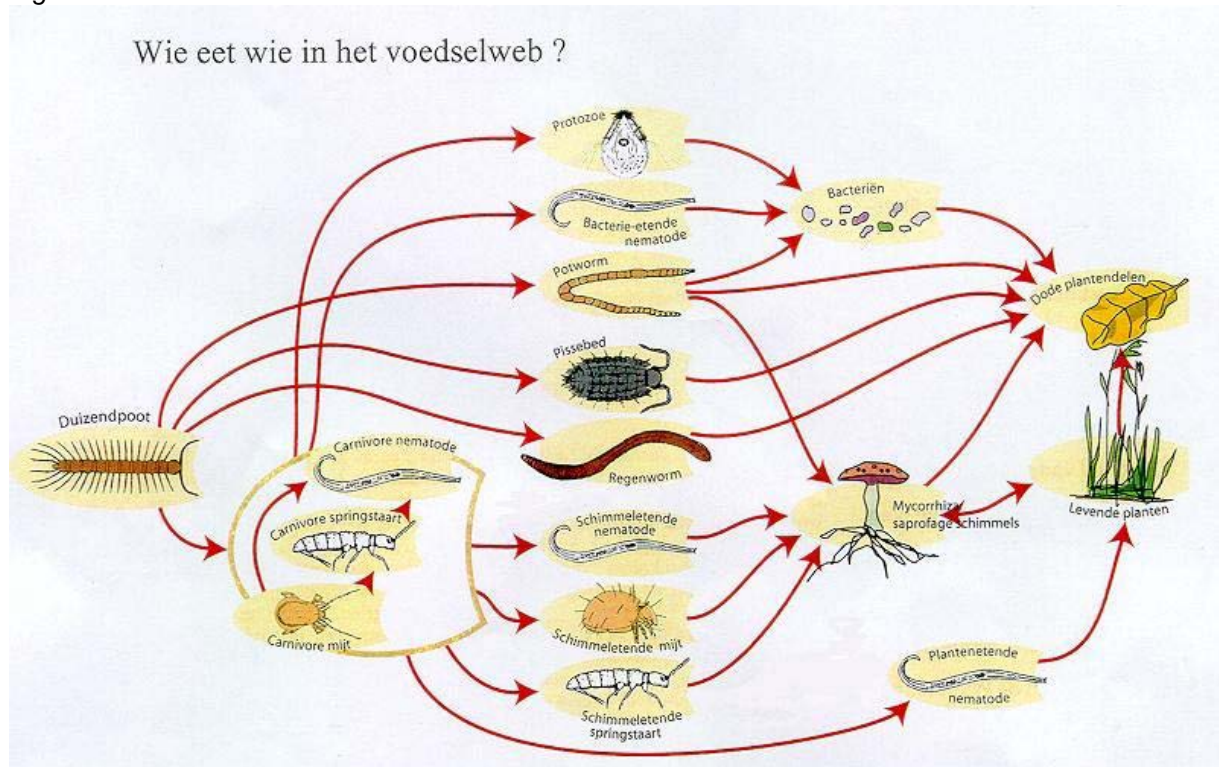 Wie eet wie in het voedselweb ?
Protozoe
Bacteriën
Bacterie-etende
nematode
Potworm
Dode plantendelen
Pissebed
Duizendpoot
Carnivore nematode
Regenworm
Carnivore springstaart
Schimmeletende
nematode
Mycorrhiza/
saprofage schimmels
Levende planten
Carnivore mijt
Schimmeletende mijt
Plantenetende
nematode
Schimmeletende
springstaart